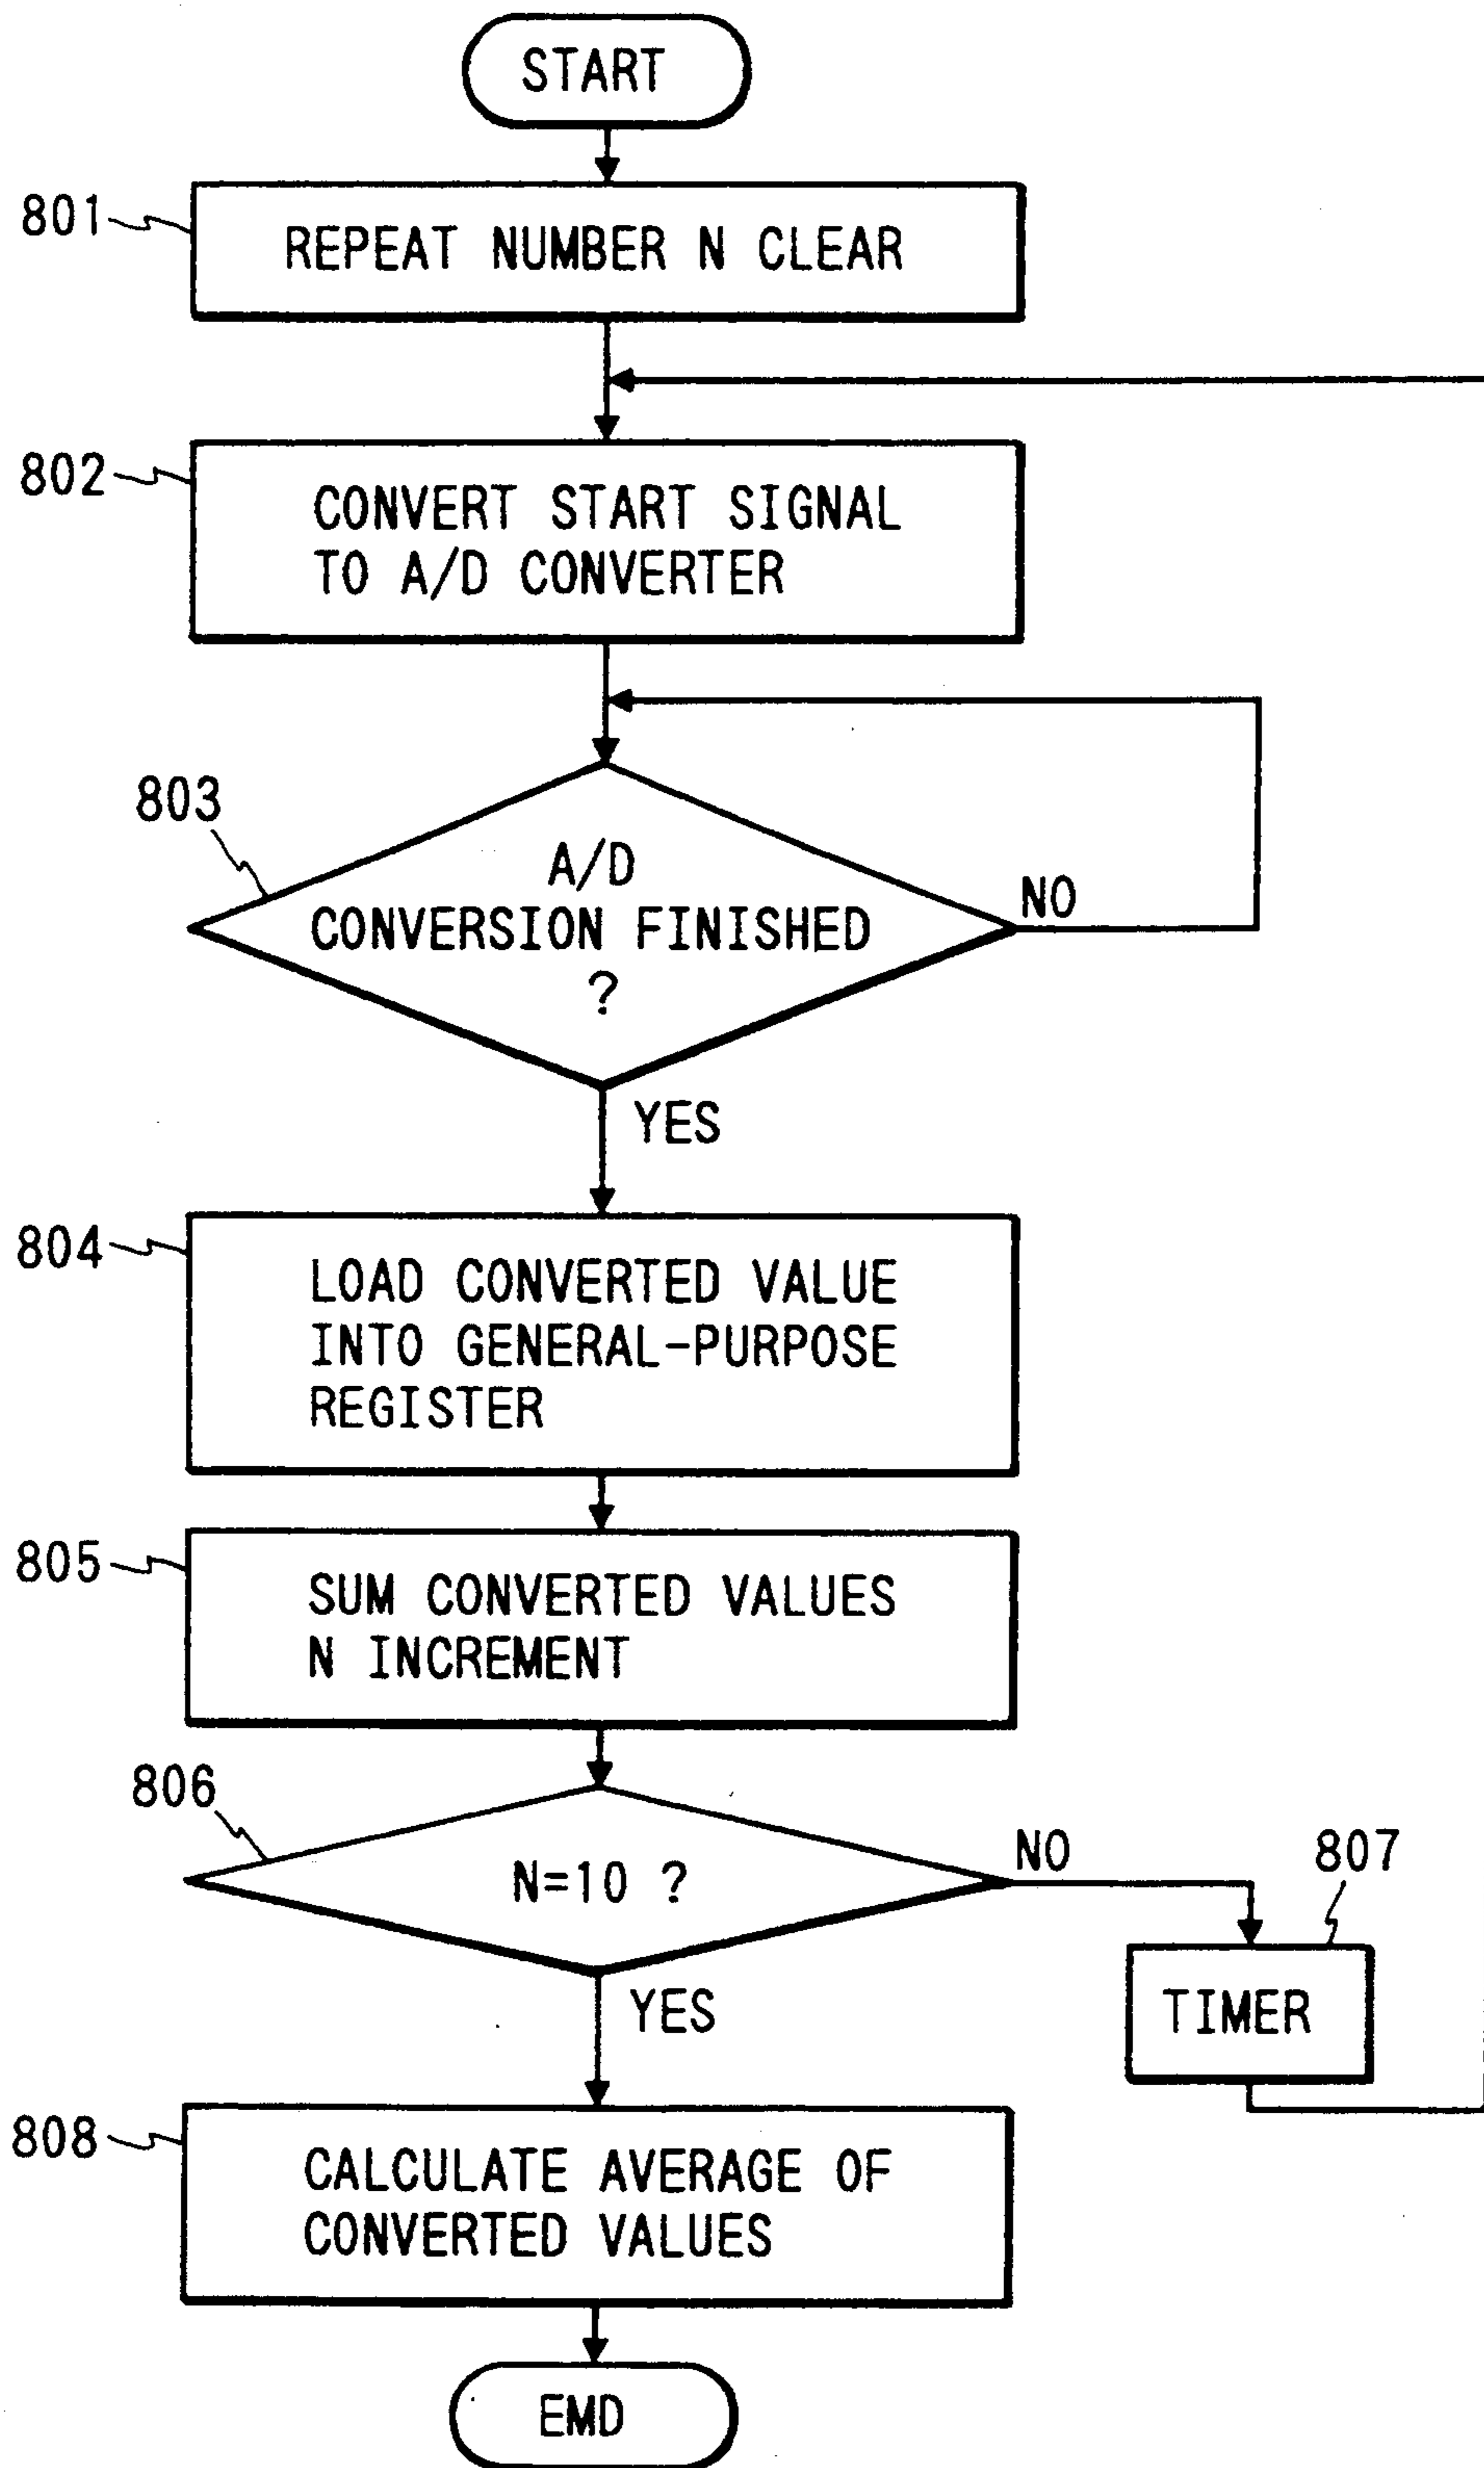 START
801
REPEAT NUMBER N CLEAR
802
CONVERT START SIGNAL
TO A/D CONVERTER
803
A/D
CONVERSION FINISHED
?
NO
YES
804
LOAD CONVERTED VALUE
INTO GENERAL-PURPOSE
REGISTER
805
SUM CONVERTED VALUES
N INCREMENT
806
N=10 ?
NO
807
TIMER
YES
808
CALCULATE AVERAGE OF
CONVERTED VALUES
EMD